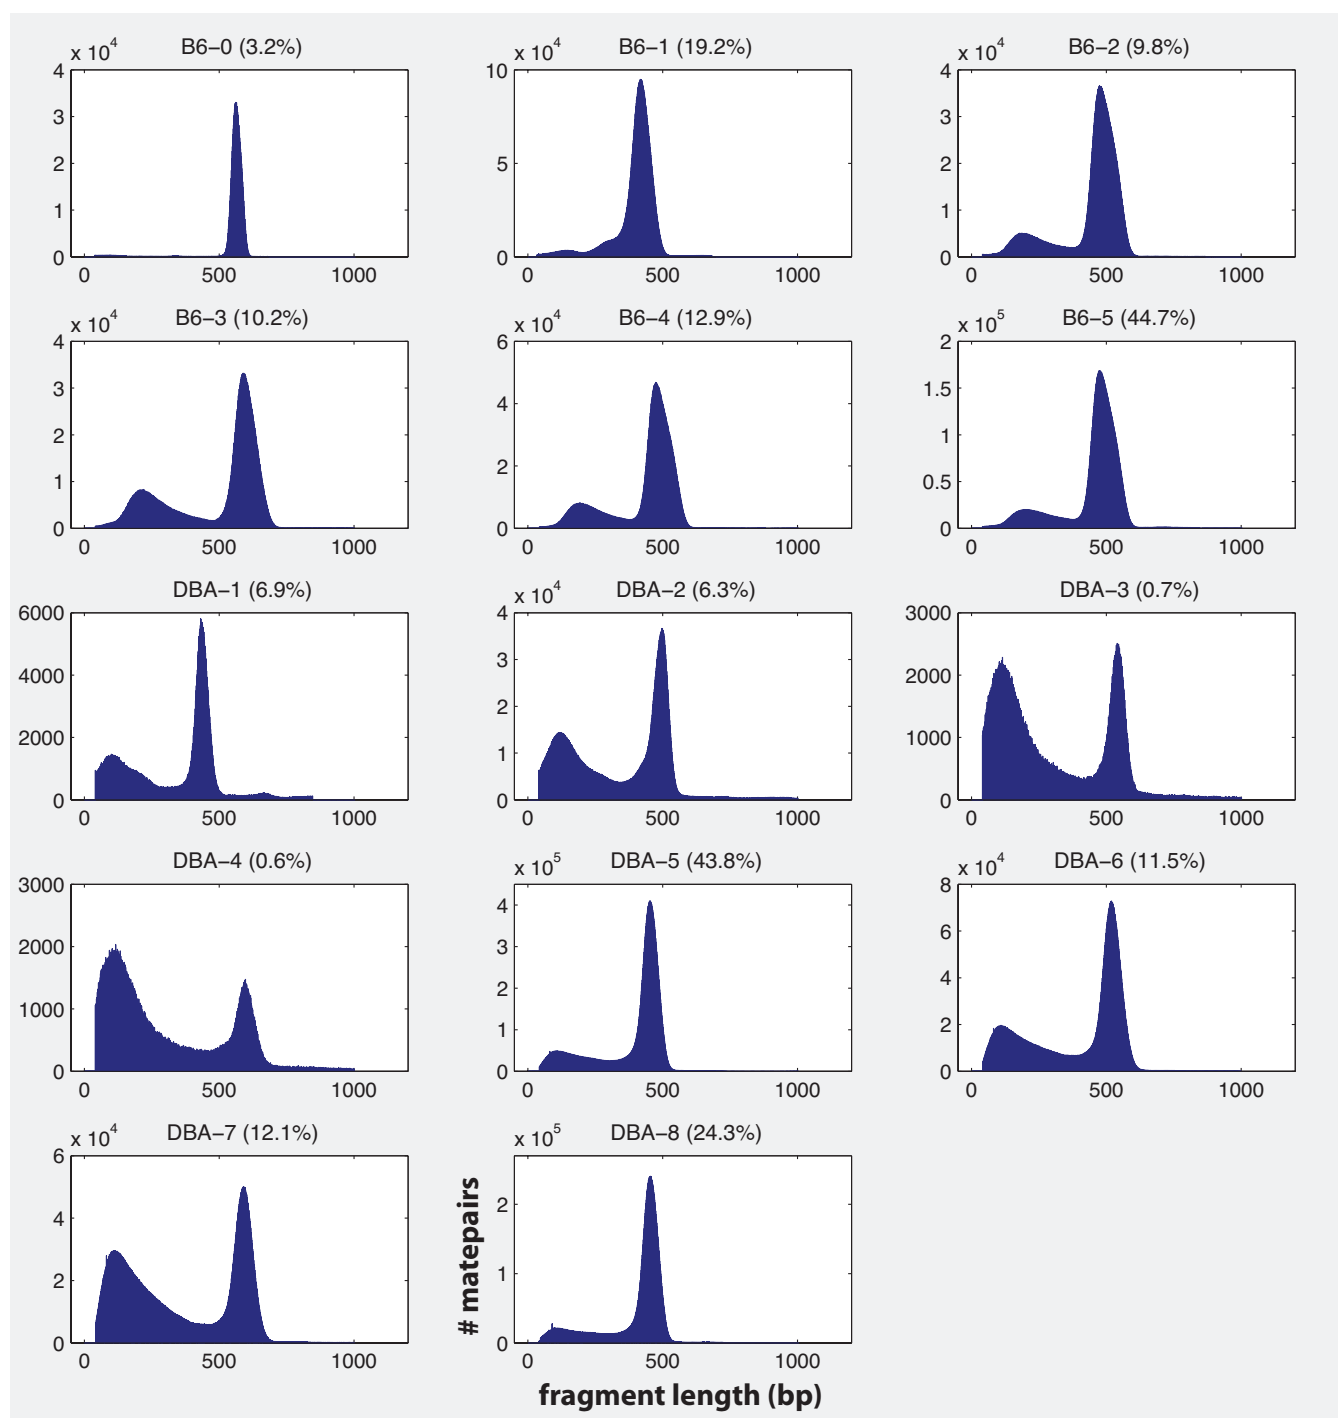 x 10^4 B6–0 (3.2%)
4
3
2
1
0
0 500 1000
x 10^4 B6–1 (19.2%)
10
5
0
0 500 1000
x 10^4 B6–2 (9.8%)
4
3
2
1
0
0 500 1000
x 10^4 B6–3 (10.2%)
4
3
2
1
0
0 500 1000
x 10^4 B6–4 (12.9%)
6
4
2
0
0 500 1000
x 10^5 B6–5 (44.7%)
2
1.5
1
0.5
0
0 500 1000
DBA–1 (6.9%)
6000
4000
2000
0
0 500 1000
x 10^4 DBA–2 (6.3%)
4
3
2
1
0
0 500 1000
DBA–3 (0.7%)
3000
2000
1000
0
0 500 1000
DBA–4 (0.6%)
3000
2000
1000
0
0 500 1000
x 10^5 DBA–5 (43.8%)
4
3
2
1
0
0 500 1000
x 10^4 DBA–6 (11.5%)
8
6
4
2
0
0 500 1000
x 10^4 DBA–7 (12.1%)
6
4
2
0
0 500 1000
x 10^5 DBA–8 (24.3%)
2
1
0
0 500 1000
# matepairs
fragment length (bp)